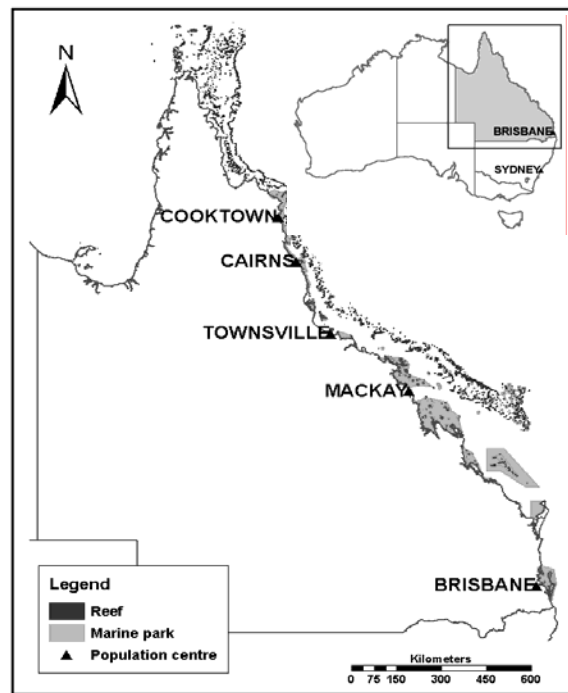 N
BRISBANE
SYDNEY
COOKTOWN
CAIRNS
TOWNSVILLE
MACKAY
BRISBANE
Legend
Reef
Marine park
Population centre
Kilometers
0 75 150 300 450 600